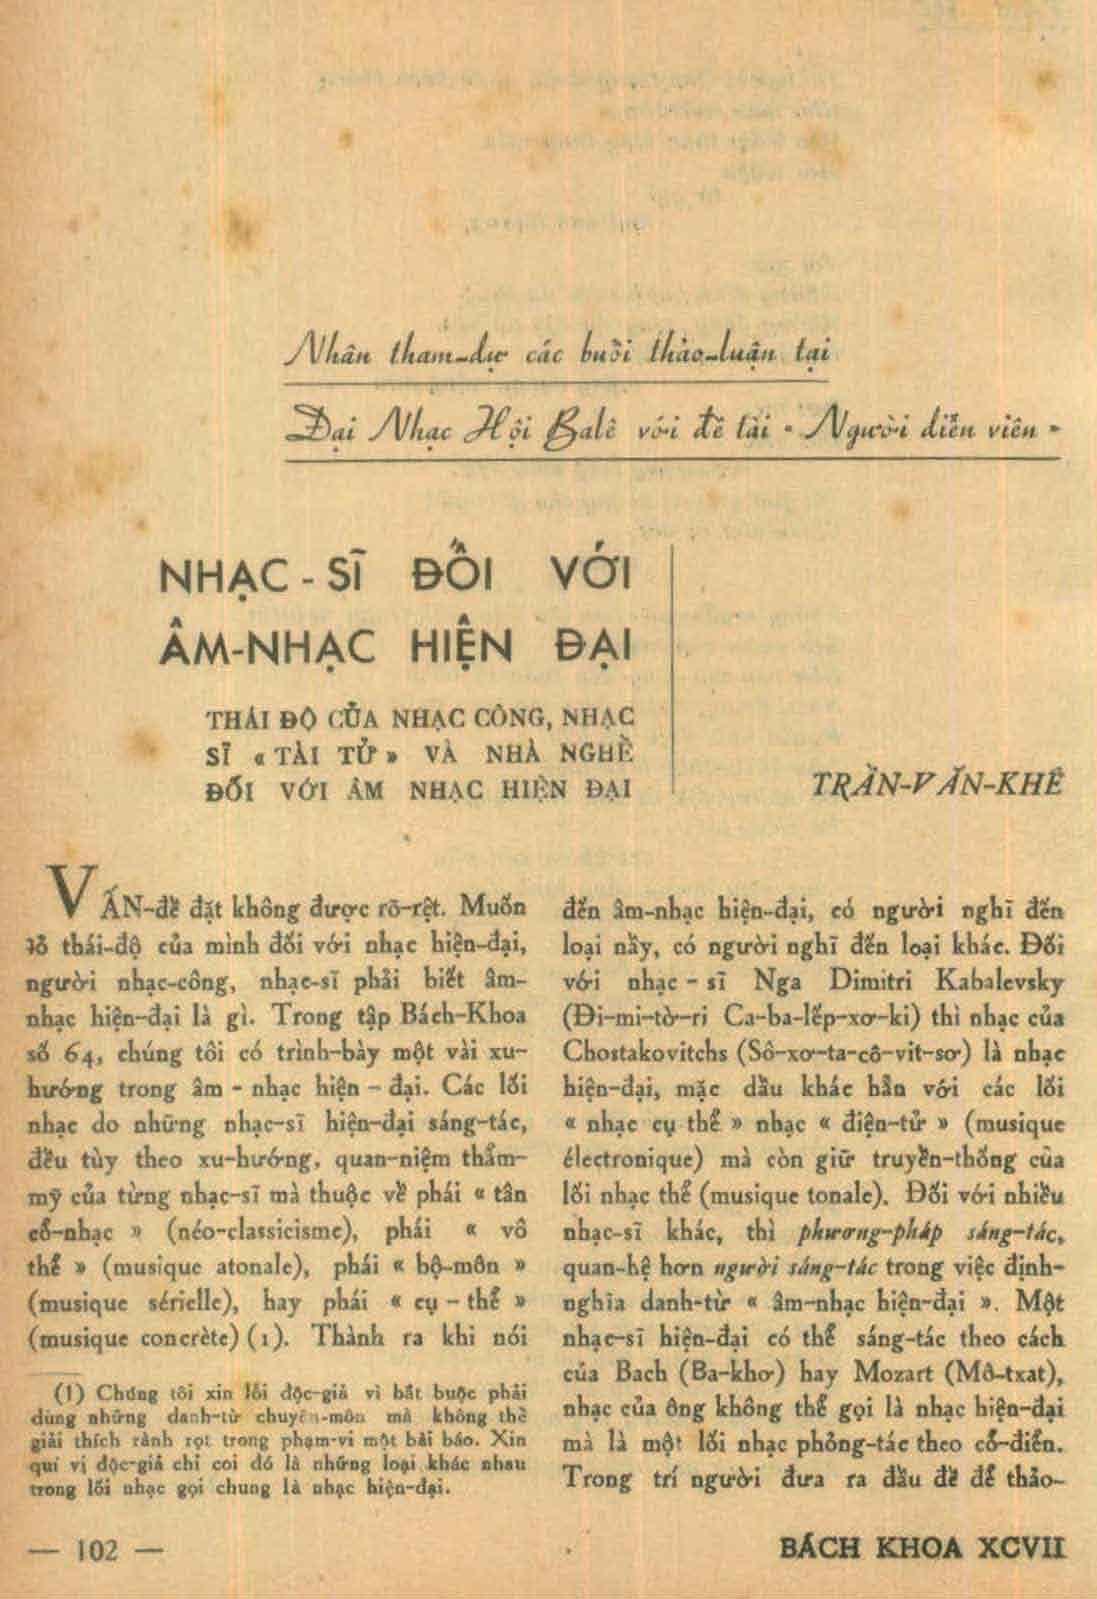 Nhân tham-dự các buổi thảo-luận tại
Đại Nhạc Hội Balê với đề tài « Người diễn viên »
NHẠC - SĨ ĐỐI VỚI
ÂM-NHẠC HIỆN ĐẠI
THÁI ĐỘ CỦA NHẠC CÔNG, NHẠC
SĨ « TÀI TỬ » VÀ NHÀ NGHỀ
ĐỐI VỚI ÂM NHẠC HIỆN ĐẠI
TRẦN-VĂN-KHÊ
VẤN-đề đặt không được rõ-rệt. Muốn
tỏ thái-độ của mình đối với nhạc hiện-đại,
người nhạc-công, nhạc-sĩ phải biết âm-
nhạc hiện-đại là gì. Trong tập Bách-Khoa
số 64, chúng tôi có trình-bày một vài xu-
hướng trong âm - nhạc hiện - đại. Các lối
nhạc do những nhạc-sĩ hiện-đại sáng-tác,
đều tùy theo xu-hướng, quan-niệm thẩm-
mỹ của từng nhạc-sĩ mà thuộc về phái « tân
cổ-nhạc » (néo-classicisme), phái « vô
thể » (musique atonale), phái « bộ-môn »
(musique sérielle), hay phái « cụ - thể »
(musique concrète) (1). Thành ra khi nói
(1) Chúng tôi xin lỗi độc-giả vì bắt buộc phải
dùng những danh-từ chuyên-môn mà không thể
giải thích rành rọt trong phạm-vi một bài báo. Xin
quí vị độc-giả chỉ coi đó là những loại khác nhau
trong lối nhạc gọi chung là nhạc hiện-đại.
đến âm-nhạc hiện-đại, có người nghĩ đến
loại nầy, có người nghĩ đến loại khác. Đối
với nhạc - sĩ Nga Dimitri Kabalevsky
(Đi-mi-tờ-ri Ca-ba-lếp-xơ-ki) thì nhạc của
Chostakovitchs (Sô-xơ-ta-cô-vit-sơ) là nhạc
hiện-đại, mặc dầu khác hẳn với các lối
« nhạc cụ thể » nhạc « điện-tử » (musique
électronique) mà còn giữ truyền-thống của
lối nhạc thể (musique tonale). Đối với nhiều
nhạc-sĩ khác, thì phương-pháp sáng-tác,
quan-hệ hơn người sáng-tác trong việc định-
nghĩa danh-từ « âm-nhạc hiện-đại ». Một
nhạc-sĩ hiện-đại có thể sáng-tác theo cách
của Bach (Ba-khơ) hay Mozart (Mô-txat),
nhạc của ông không thể gọi là nhạc hiện-đại
mà là một lối nhạc phỏng-tác theo cổ-điển.
Trong trí người đưa ra đầu đề để thảo-
— 102 —
BÁCH KHOA XCVII